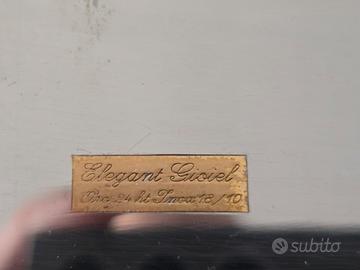 Elegant Gioiel
Oro 24 kt Inox 18/10
subito